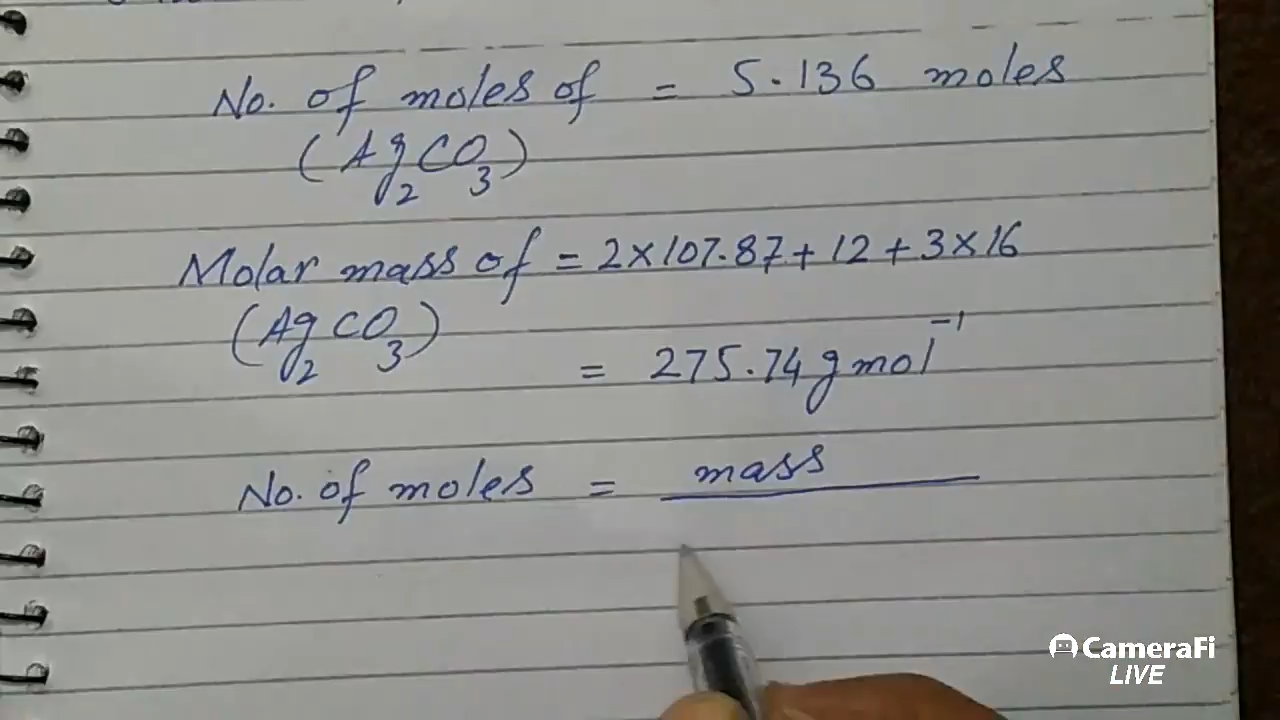 No. of moles of = 5.136 moles
(Ag2CO3)
Molar mass of = 2×107.87+12+3×16
(Ag2CO3)
= 275.74 g mol⁻¹
No. of moles = mass
CameraFi
LIVE